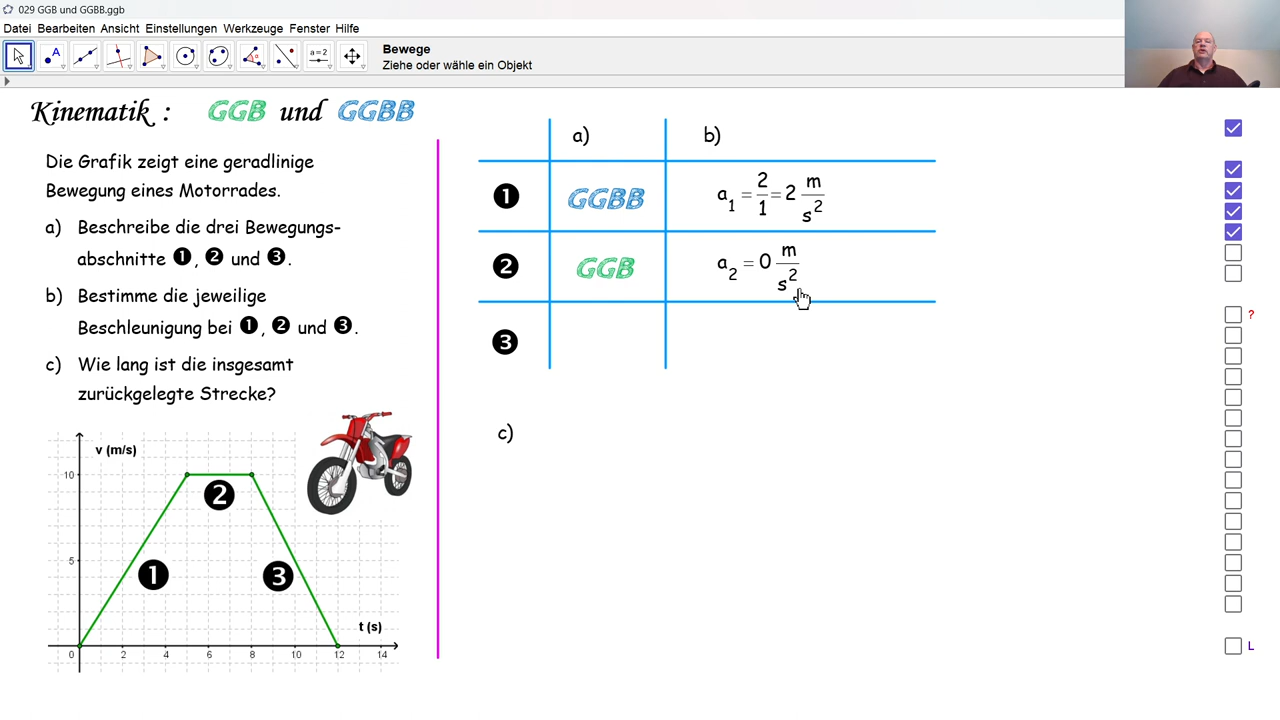 029 GGB und GGBB.ggb
Datei Bearbeiten Ansicht Einstellungen Werkzeuge Fenster Hilfe
A
a=2
Bewege
Ziehe oder wähle ein Objekt
Kinematik : GGB und GGBB
Die Grafik zeigt eine geradlinige
Bewegung eines Motorrades.
a) Beschreibe die drei Bewegungs-
abschnitte ❶, ❷ und ❸.
b) Bestimme die jeweilige
Beschleunigung bei ❶, ❷ und ❸.
c) Wie lang ist die insgesamt
zurückgelegte Strecke?
v (m/s)
10
5
0 2 4 6 8 10 12 14
t (s)
❶
❷
❸
a) b)
❶ GGBB a₁ = 2/1 = 2 m/s²
❷ GGB a₂ = 0 m/s²
❸
c)
?
L